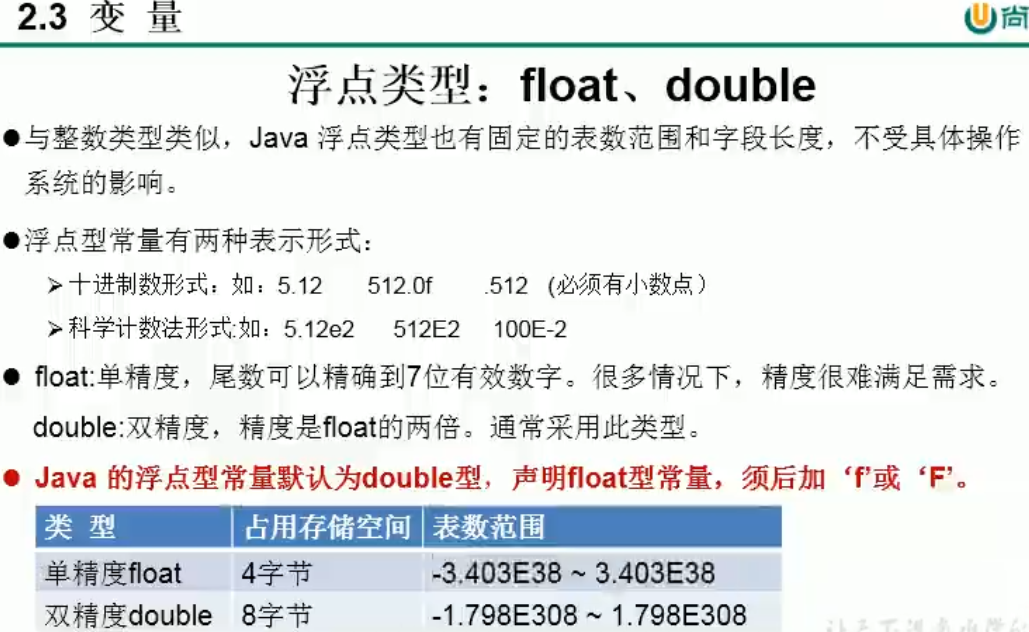 2.3 变 量
尚
浮点类型：float、double
●与整数类型类似，Java 浮点类型也有固定的表数范围和字段长度，不受具体操作
系统的影响。
●浮点型常量有两种表示形式：
➢十进制数形式：如：5.12 512.0f .512 (必须有小数点）
➢科学计数法形式:如：5.12e2 512E2 100E-2
● float:单精度，尾数可以精确到7位有效数字。很多情况下，精度很难满足需求。
double:双精度，精度是float的两倍。通常采用此类型。
● Java 的浮点型常量默认为double型，声明float型常量，须后加‘f’或‘F’。
类 型 占用存储空间 表数范围
单精度float 4字节 -3.403E38 ~ 3.403E38
双精度double 8字节 -1.798E308 ~ 1.798E308